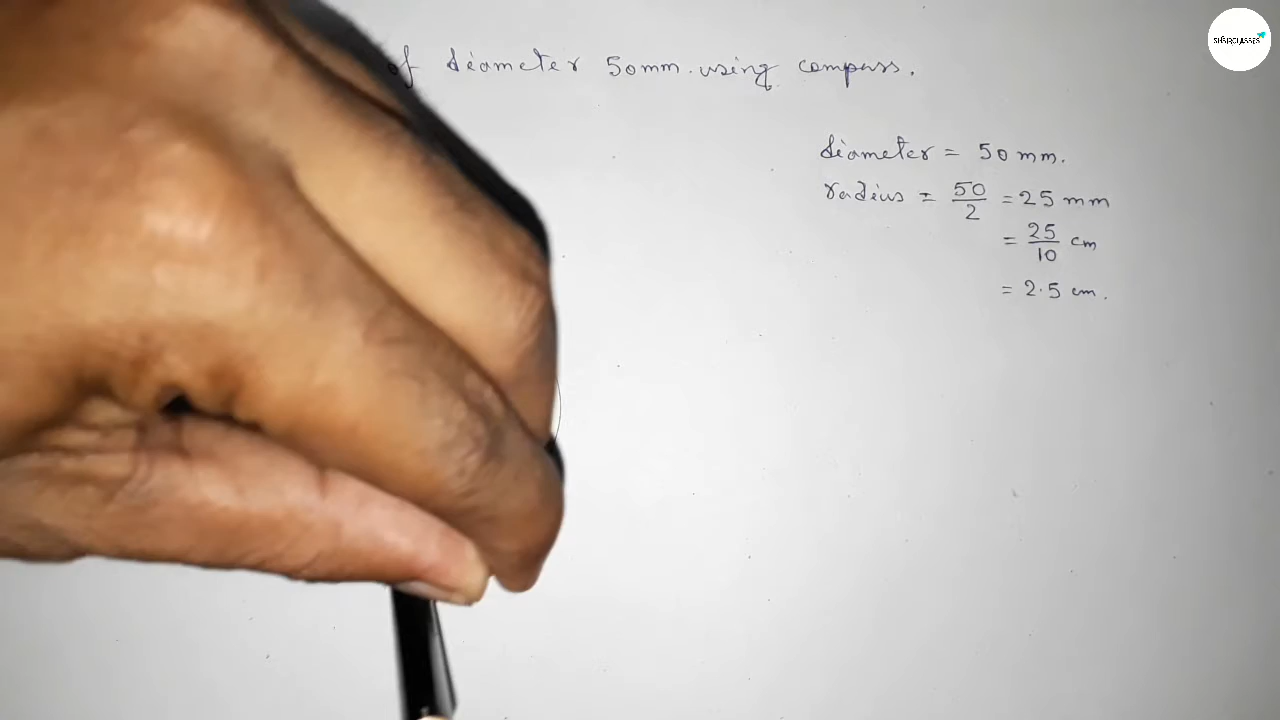 of diameter 50mm. using compass.
diameter = 50 mm.
radius = 50/2 = 25 mm
= 25/10 cm
= 2.5 cm.